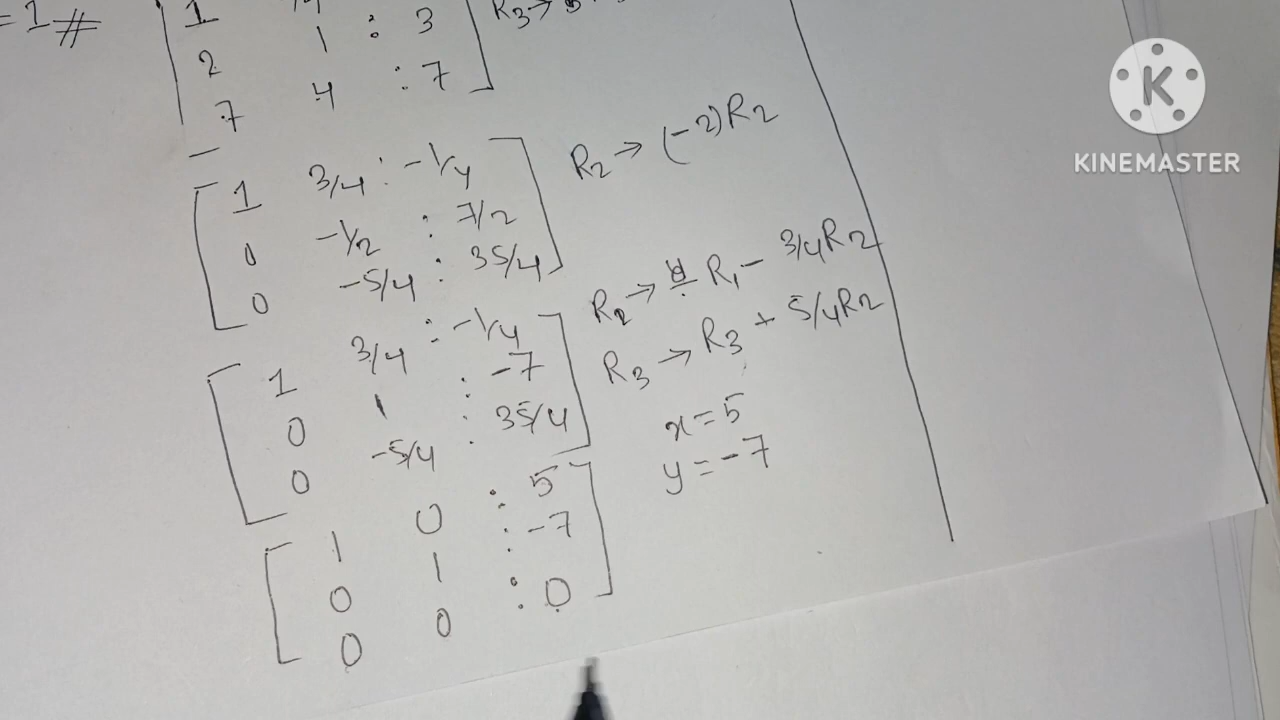 =1#
1 : 3 R3→
2 1 : 3
7 4 : 7
1 3/4 : -1/4 R2 → (-2)R2
0 -1/2 : 7/2
0 -5/4 : 35/4
1 3/4 : -1/4 R2 → R1 - 3/4R2
0 1 : -7 R3 → R3 + 5/4R2
0 -5/4 : 35/4
x = 5
y = -7
1 0 : 5
0 1 : -7
0 0 : 0
K
KINEMASTER